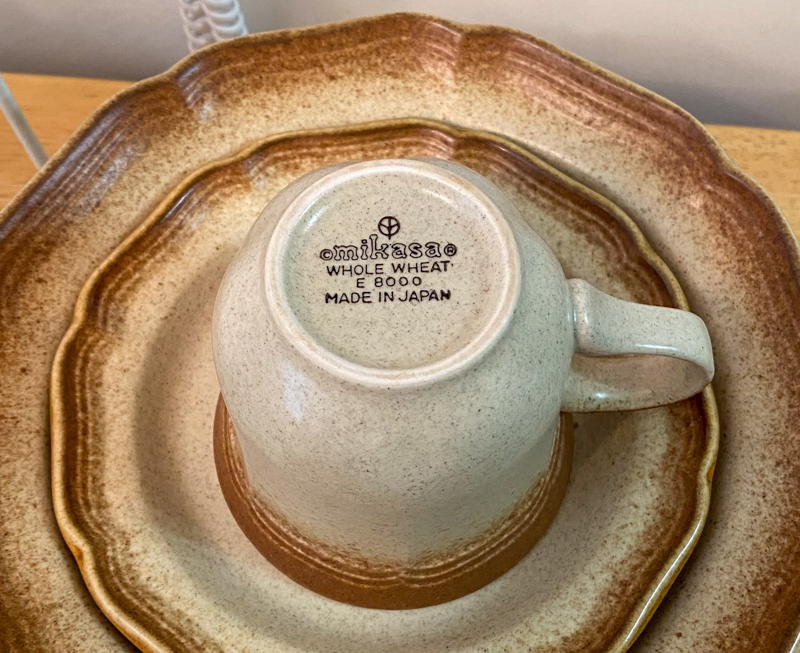 ©mikasa®
WHOLE WHEAT
E 8000
MADE IN JAPAN